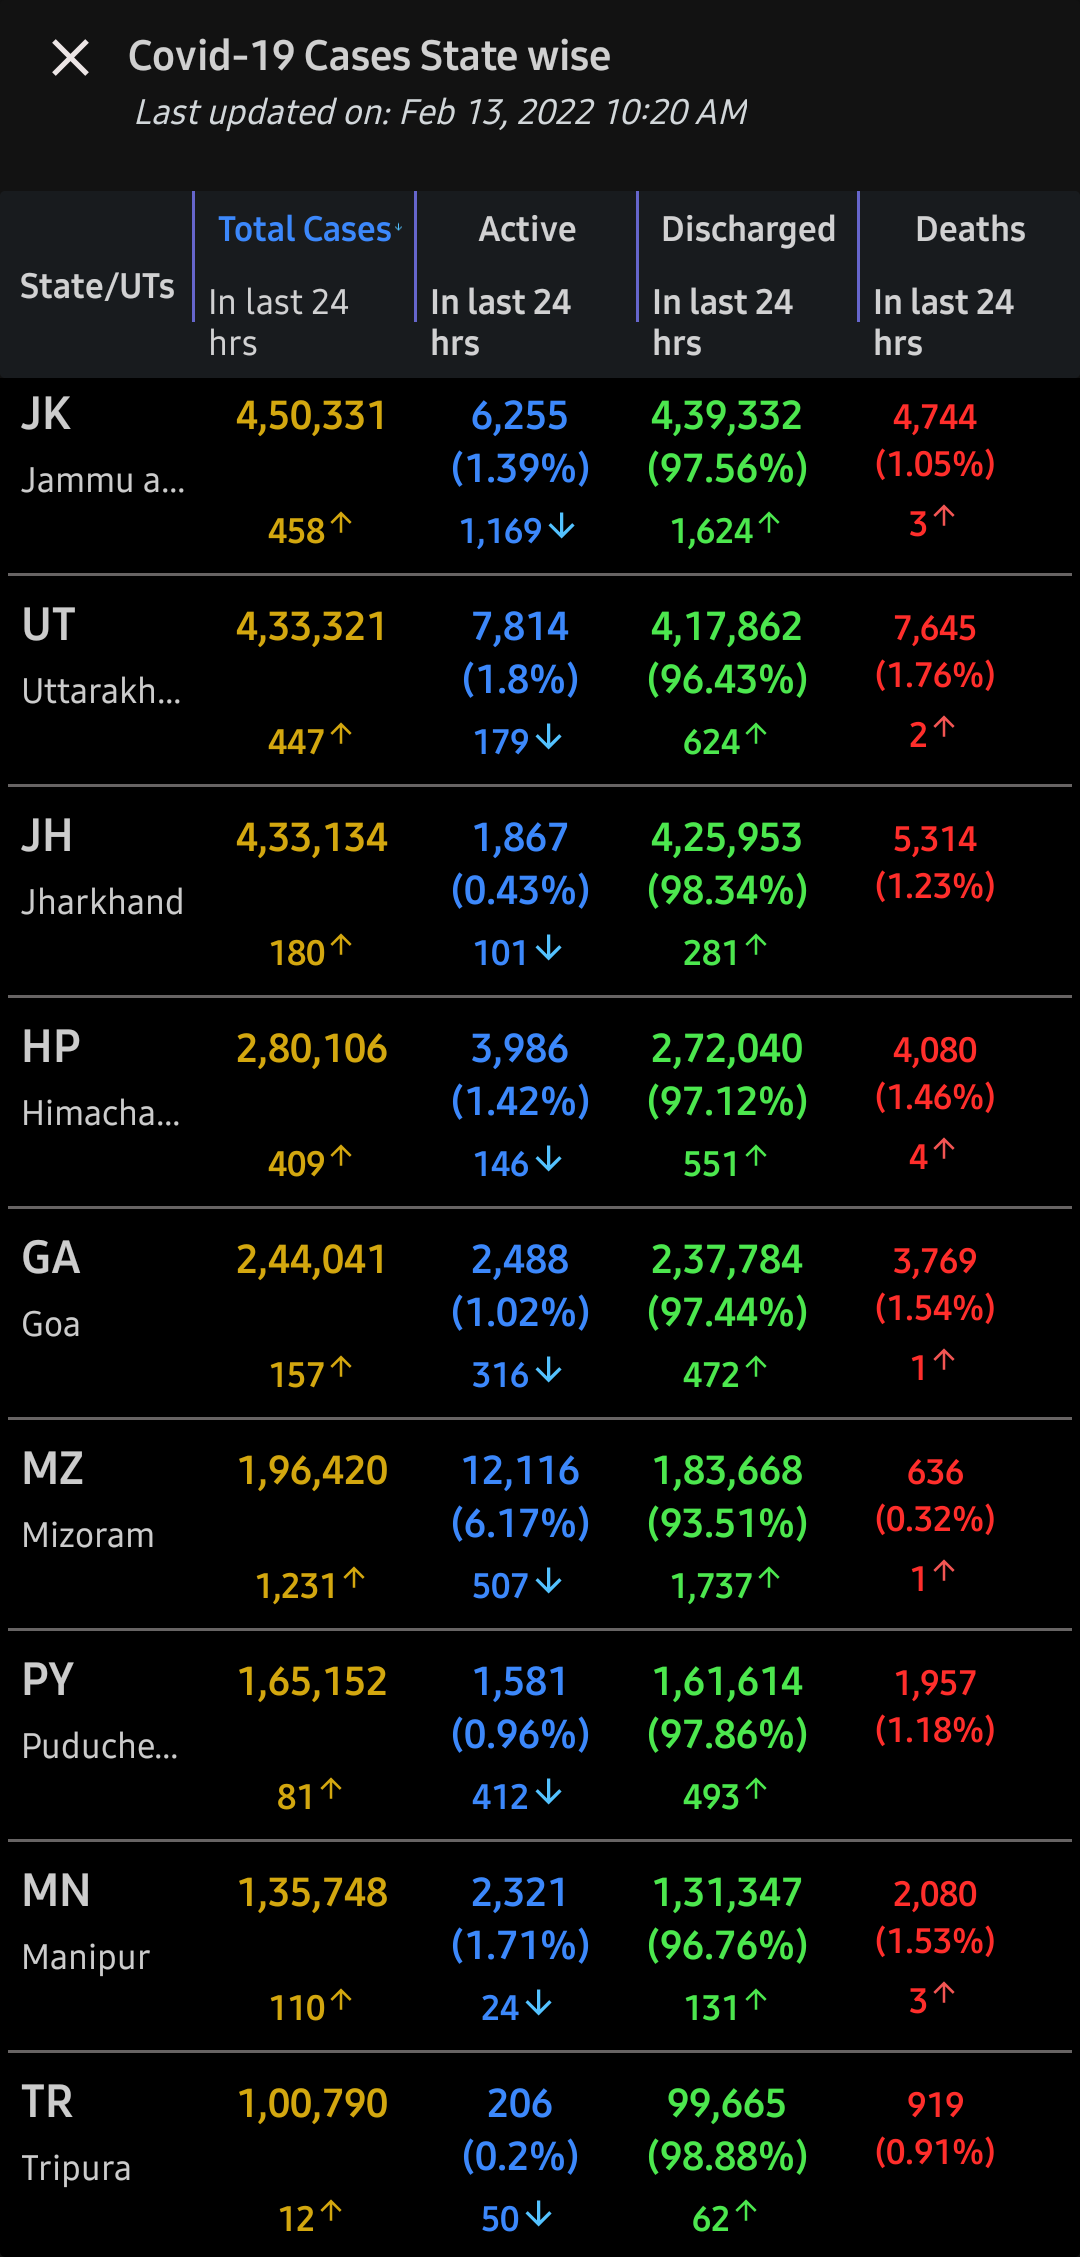 Covid-19 Cases State wise
Last updated on: Feb 13, 2022 10:20 AM
State/UTs Total Cases Active Discharged Deaths
In last 24 hrs In last 24 hrs In last 24 hrs In last 24 hrs
JK 4,50,331 6,255 4,39,332 4,744
Jammu a... (1.39%) (97.56%) (1.05%)
458↑ 1,169↓ 1,624↑ 3↑
UT 4,33,321 7,814 4,17,862 7,645
Uttarakh... (1.8%) (96.43%) (1.76%)
447↑ 179↓ 624↑ 2↑
JH 4,33,134 1,867 4,25,953 5,314
Jharkhand (0.43%) (98.34%) (1.23%)
180↑ 101↓ 281↑
HP 2,80,106 3,986 2,72,040 4,080
Himacha... (1.42%) (97.12%) (1.46%)
409↑ 146↓ 551↑ 4↑
GA 2,44,041 2,488 2,37,784 3,769
Goa (1.02%) (97.44%) (1.54%)
157↑ 316↓ 472↑ 1↑
MZ 1,96,420 12,116 1,83,668 636
Mizoram (6.17%) (93.51%) (0.32%)
1,231↑ 507↓ 1,737↑ 1↑
PY 1,65,152 1,581 1,61,614 1,957
Puduche... (0.96%) (97.86%) (1.18%)
81↑ 412↓ 493↑
MN 1,35,748 2,321 1,31,347 2,080
Manipur (1.71%) (96.76%) (1.53%)
110↑ 24↓ 131↑ 3↑
TR 1,00,790 206 99,665 919
Tripura (0.2%) (98.88%) (0.91%)
12↑ 50↓ 62↑